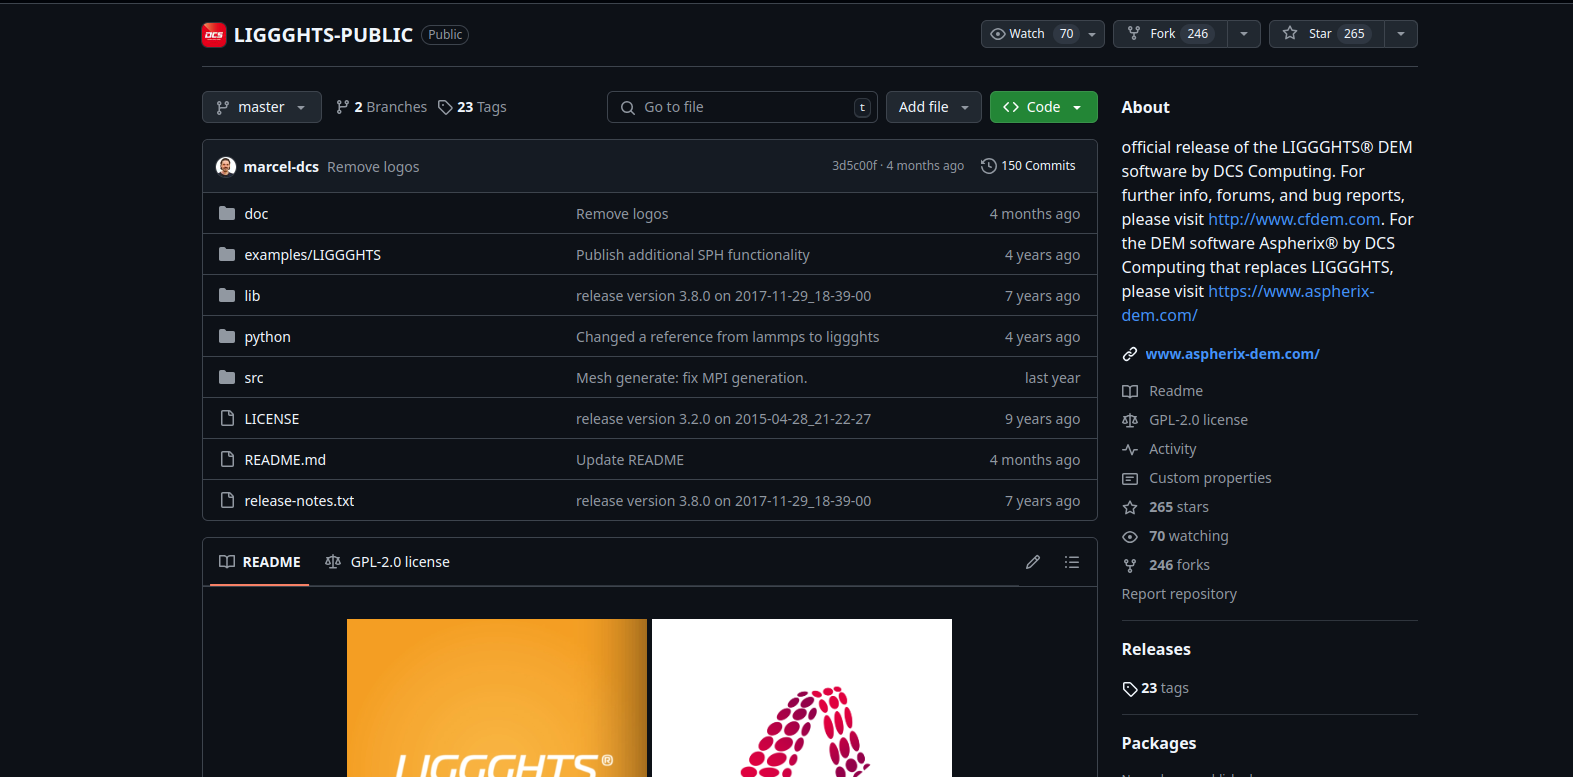 DCS LIGGGHTS-PUBLIC Public Watch 70 Fork 246 Star 265
master 2 Branches 23 Tags Go to file t Add file Code
marcel-dcs Remove logos 3d5c00f · 4 months ago 150 Commits
doc Remove logos 4 months ago
examples/LIGGGHTS Publish additional SPH functionality 4 years ago
lib release version 3.8.0 on 2017-11-29_18-39-00 7 years ago
python Changed a reference from lammps to liggghts 4 years ago
src Mesh generate: fix MPI generation. last year
LICENSE release version 3.2.0 on 2015-04-28_21-22-27 9 years ago
README.md Update README 4 months ago
release-notes.txt release version 3.8.0 on 2017-11-29_18-39-00 7 years ago
README GPL-2.0 license
LIGGGHTS®
About
official release of the LIGGGHTS® DEM
software by DCS Computing. For
further info, forums, and bug reports,
please visit http://www.cfdem.com. For
the DEM software Aspherix® by DCS
Computing that replaces LIGGGHTS,
please visit https://www.aspherix-
dem.com/
www.aspherix-dem.com/
Readme
GPL-2.0 license
Activity
Custom properties
265 stars
70 watching
246 forks
Report repository
Releases
23 tags
Packages